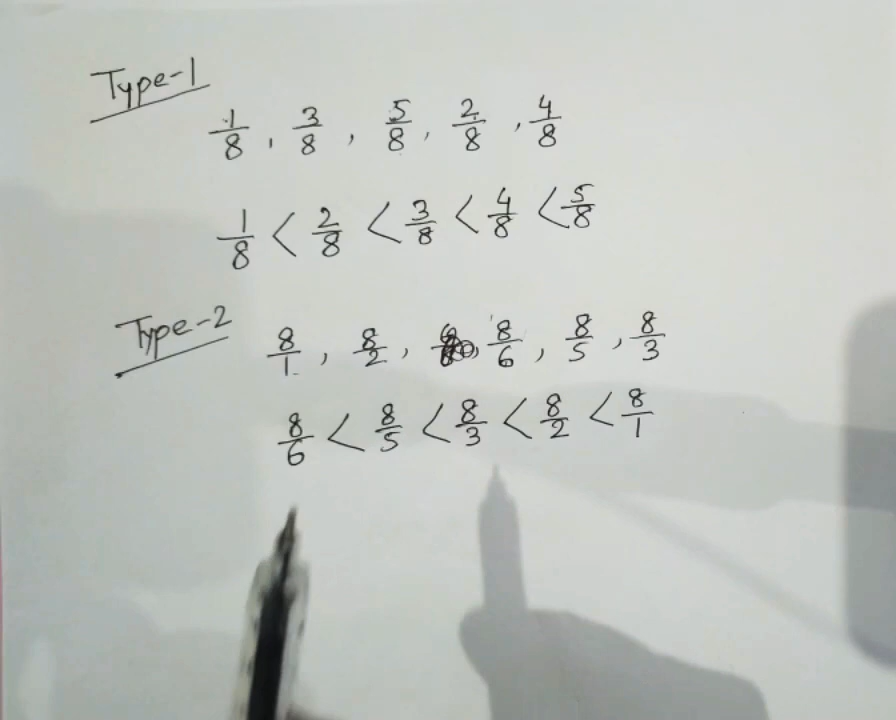 Type-1
1/8, 3/8, 5/8, 2/8, 4/8
1/8 < 2/8 < 3/8 < 4/8 < 5/8
Type-2 8/1, 8/2, 8/6, 8/5, 8/3
8/6 < 8/5 < 8/3 < 8/2 < 8/1